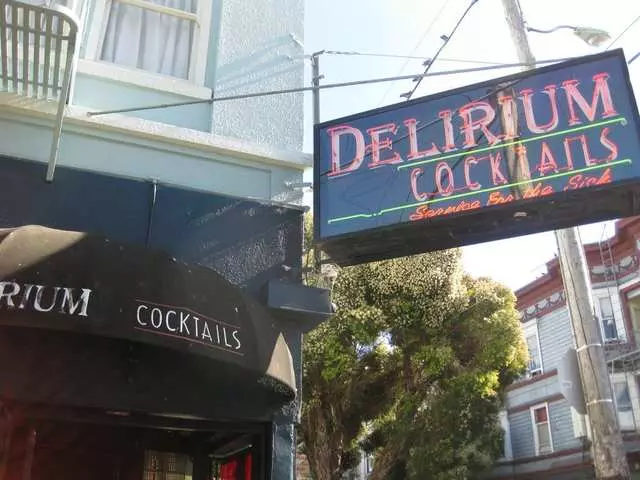 DELIRIUM
COCKTAILS
Service For the Sick
RIUM
COCKTAILS